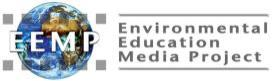 EEMP
Environmental
Education
Media Project